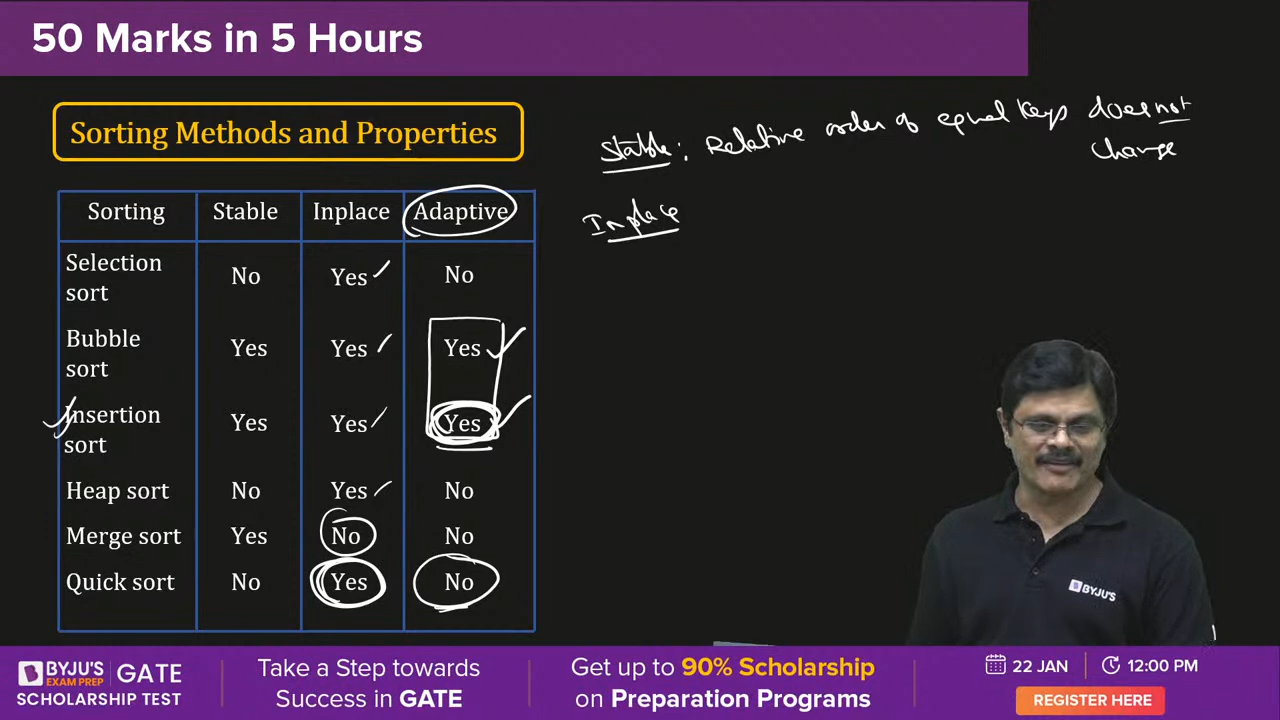 50 Marks in 5 Hours
Sorting Methods and Properties
Stable: Relative order of equal keys does not
change
Inplace
Sorting Stable Inplace Adaptive
Selection
sort No Yes No
Bubble
sort Yes Yes Yes
Insertion
sort Yes Yes Yes
Heap sort No Yes No
Merge sort Yes No No
Quick sort No Yes No
BYJU'S
BYJU'S
EXAM PREP
GATE
SCHOLARSHIP TEST
Take a Step towards
Success in GATE
Get up to 90% Scholarship
on Preparation Programs
22 JAN 12:00 PM
REGISTER HERE